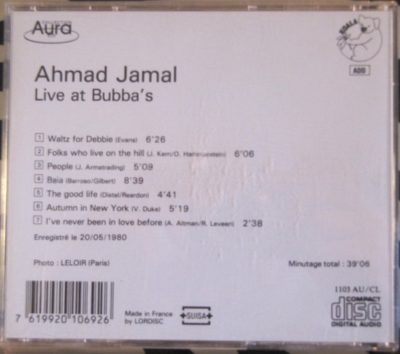 Aura
KOALA
ADD
Ahmad Jamal
Live at Bubba's
1 Waltz for Debbie (Evans) 6'26
2 Folks who live on the hill (J. Kern/O. Hammerstein) 6'06
3 People (J. Armstrading) 5'09
4 Baia (Barroso/Gilbert) 8'39
5 The good life (Distel/Reardon) 4'41
6 Autumn in New York (V. Duke) 5'19
7 I've never been in love before (A. Altman/R. Leveen) 2'38
Enregistré le 20/05/1980
Photo : LELOIR (Paris)
Minutage total : 39'06
1103 AU/CL
7 619920 106926
Made in France
by LORDISC
SUISA
COMPACT
disc
DIGITAL AUDIO